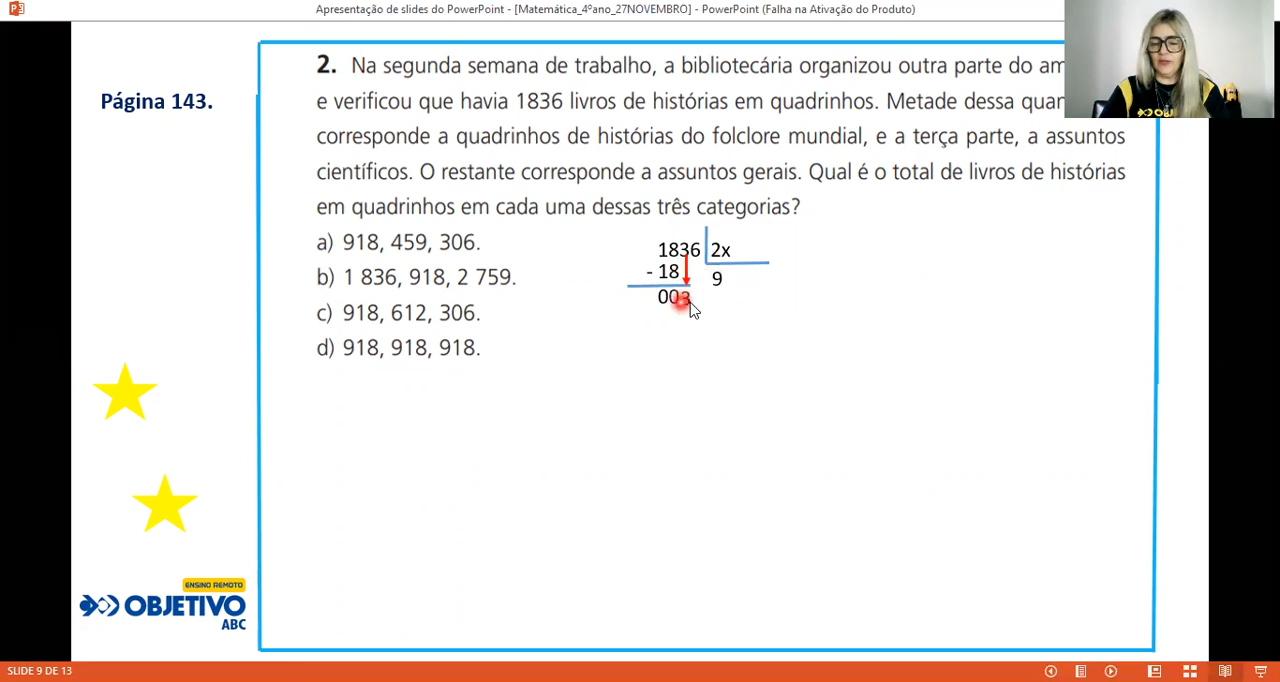 Apresentação de slides do PowerPoint - [Matemática_4ºano_27NOVEMBRO] - PowerPoint (Falha na Ativação do Produto)
Página 143.
2. Na segunda semana de trabalho, a bibliotecária organizou outra parte do
e verificou que havia 1836 livros de histórias em quadrinhos. Metade dessa
corresponde a quadrinhos de histórias do folclore mundial, e a terça parte, a assuntos
científicos. O restante corresponde a assuntos gerais. Qual é o total de livros de histórias
em quadrinhos em cada uma dessas três categorias?
a) 918, 459, 306.
b) 1 836, 918, 2 759.
c) 918, 612, 306.
d) 918, 918, 918.
1836 2x
- 18 9
003
ENSINO REMOTO
OBJETIVO
ABC
SLIDE 9 DE 13